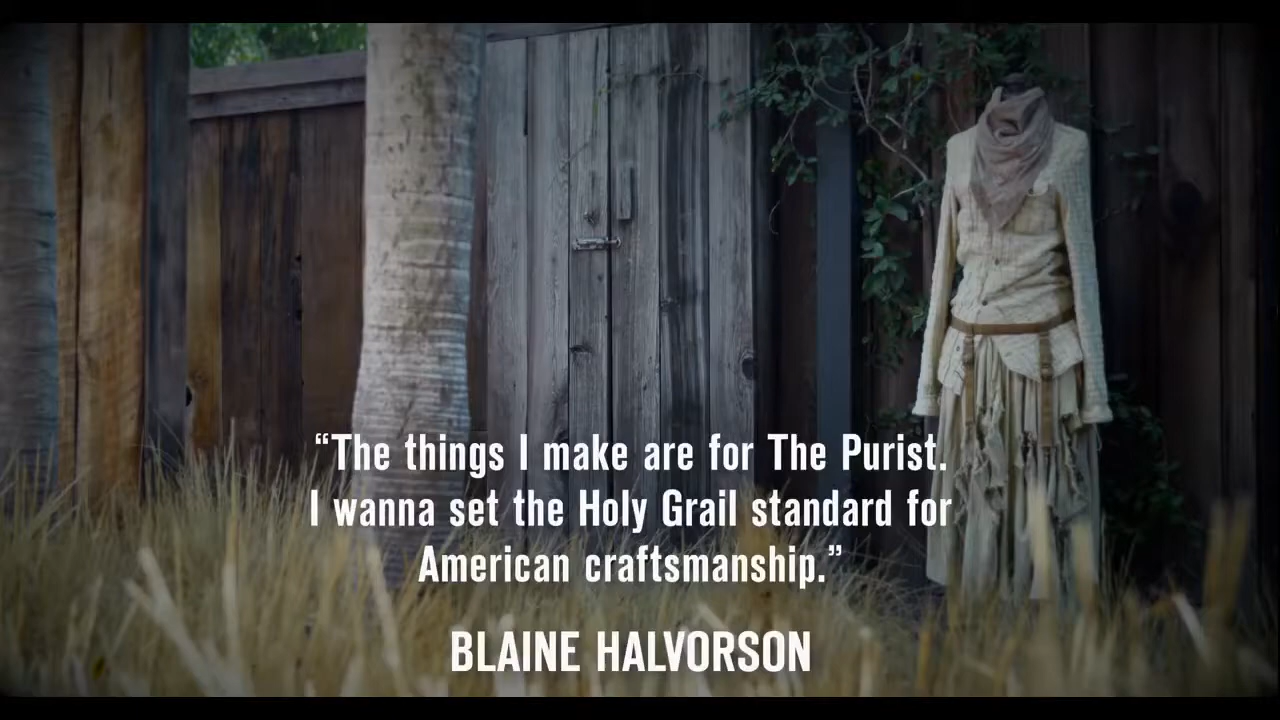 “The things I make are for The Purist.
I wanna set the Holy Grail standard for
American craftsmanship.”
BLAINE HALVORSON